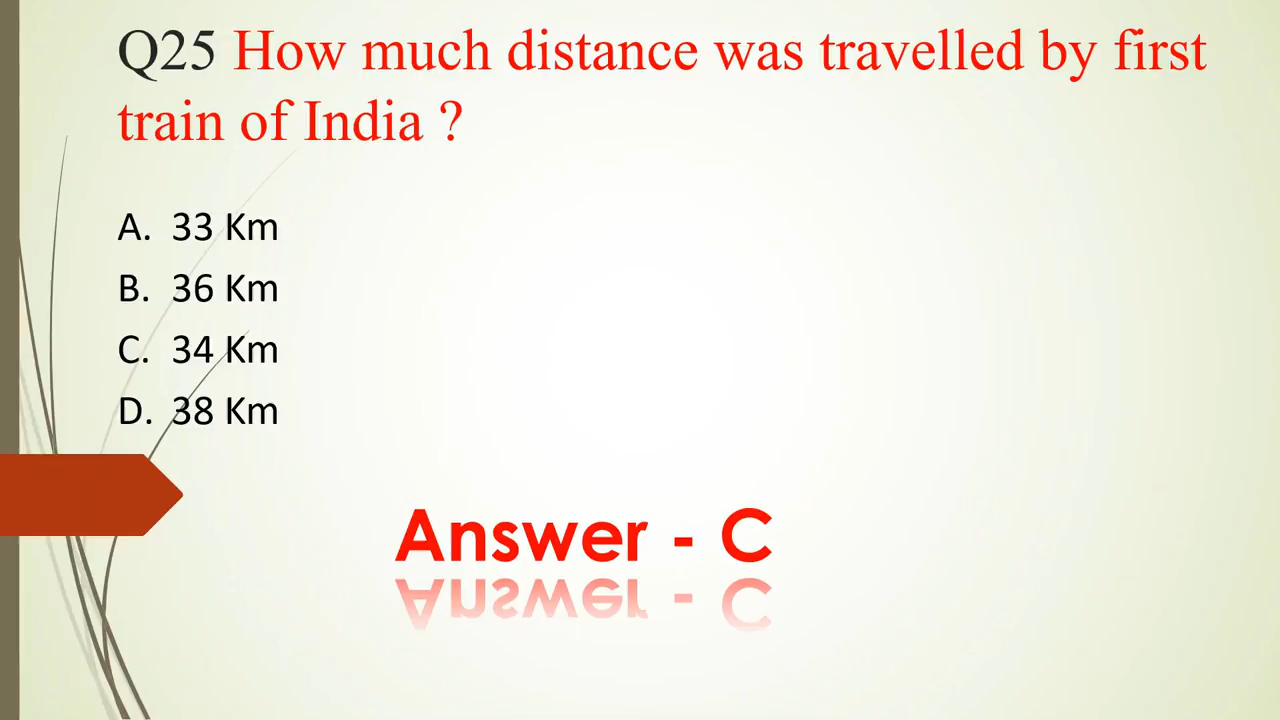 Q25 How much distance was travelled by first
train of India ?
A. 33 Km
B. 36 Km
C. 34 Km
D. 38 Km
Answer - C